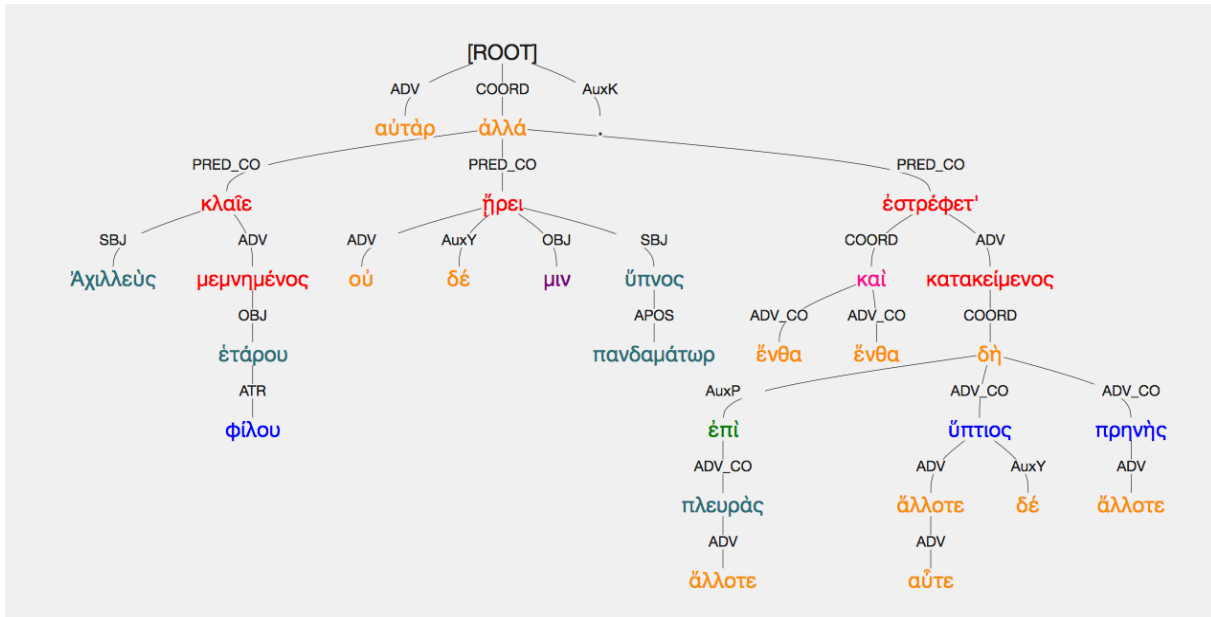 [ROOT]
ADV COORD AuxK
αὐτὰρ ἀλλά .
PRED_CO PRED_CO PRED_CO
κλαῖε ᾕρει ἐστρέφετ'
SBJ ADV ADV AuxY OBJ SBJ COORD ADV
Ἀχιλλεὺς μεμνημένος οὐ δέ μιν ὕπνος καὶ κατακείμενος
OBJ APOS ADV_CO ADV_CO COORD
ἑτάρου πανδαμάτωρ ἔνθα ἔνθα δὴ
ATR AuxP ADV_CO ADV_CO
φίλου ἐπὶ ὕπτιος πρηνὴς
ADV_CO ADV AuxY ADV
πλευρὰς ἄλλοτε δέ ἄλλοτε
ADV ADV
ἄλλοτε αὖτε